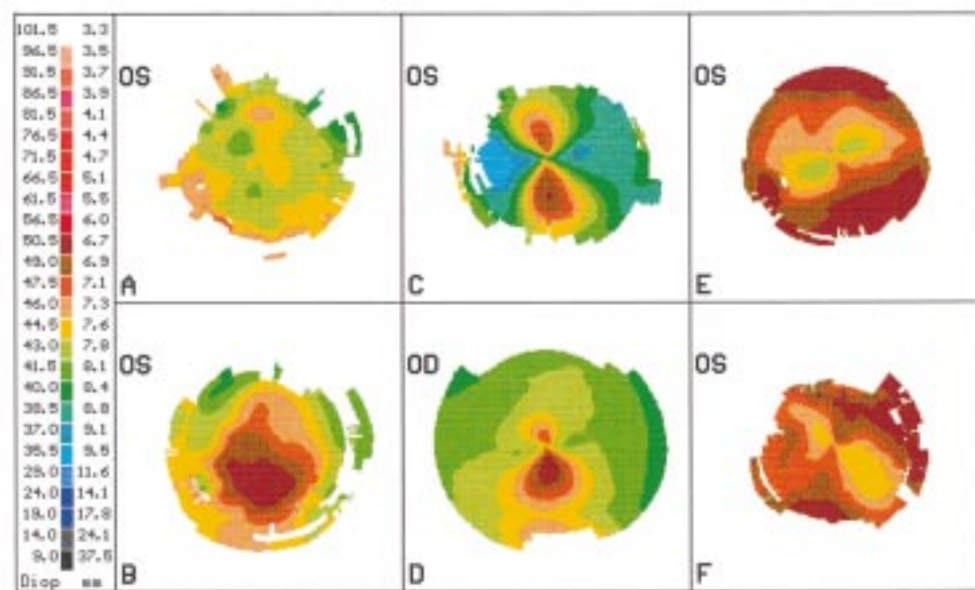 101.5 3.3
96.5 3.5
91.5 3.7
86.5 3.9
81.5 4.1
76.5 4.4
71.5 4.7
66.5 5.1
61.5 5.5
56.5 6.0
50.5 6.7
49.0 6.9
47.5 7.1
46.0 7.3
44.5 7.6
43.0 7.8
41.5 8.1
40.0 8.4
38.5 8.8
37.0 9.1
35.5 9.5
29.0 11.6
24.0 14.1
19.0 17.8
14.0 24.1
9.0 37.5
Diop mm
OS
A
OS
C
OS
E
OS
B
OD
D
OS
F